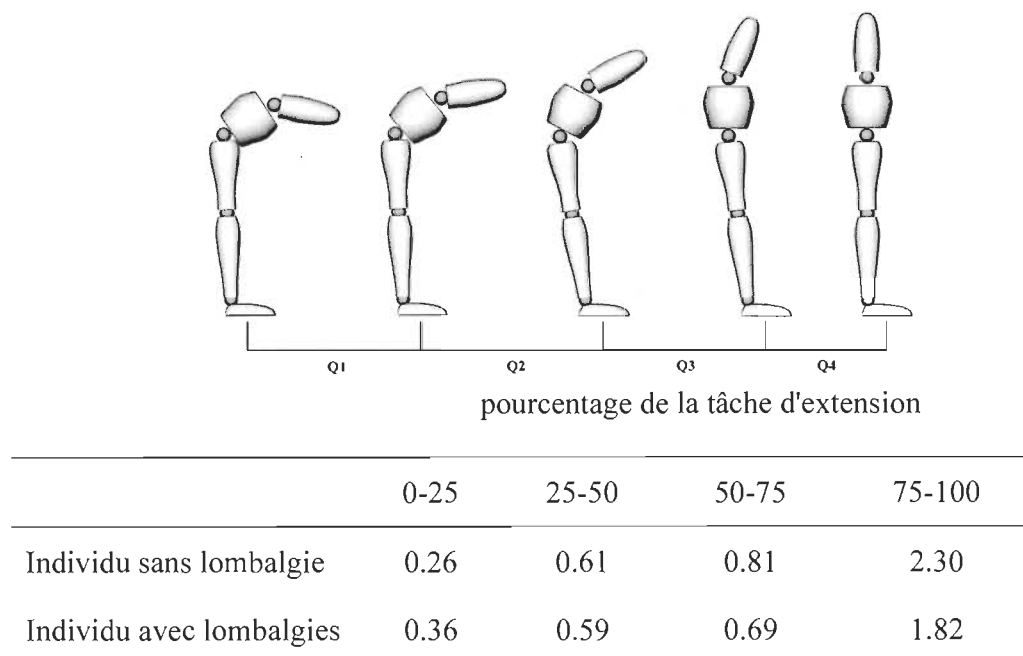 Q1 Q2 Q3 Q4
pourcentage de la tâche d'extension
0-25 25-50 50-75 75-100
Individu sans lombalgie 0.26 0.61 0.81 2.30
Individu avec lombalgies 0.36 0.59 0.69 1.82